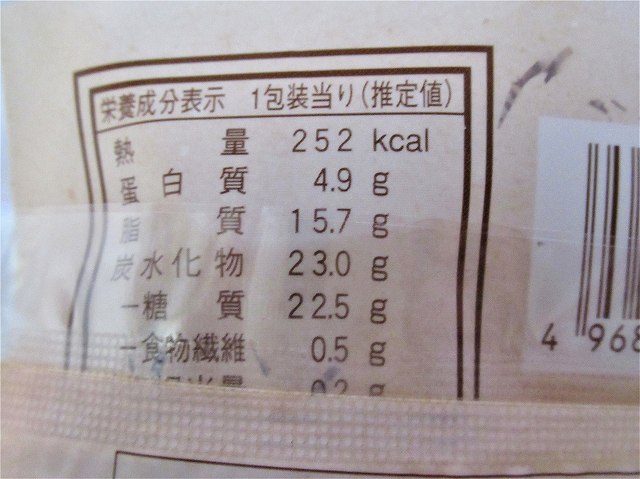 栄養成分表示 1包装当り(推定値)
熱量 252 kcal
蛋白質 4.9 g
脂質 15.7 g
炭水化物 23.0 g
－糖質 22.5 g
－食物繊維 0.5 g
0.2 g
4 968